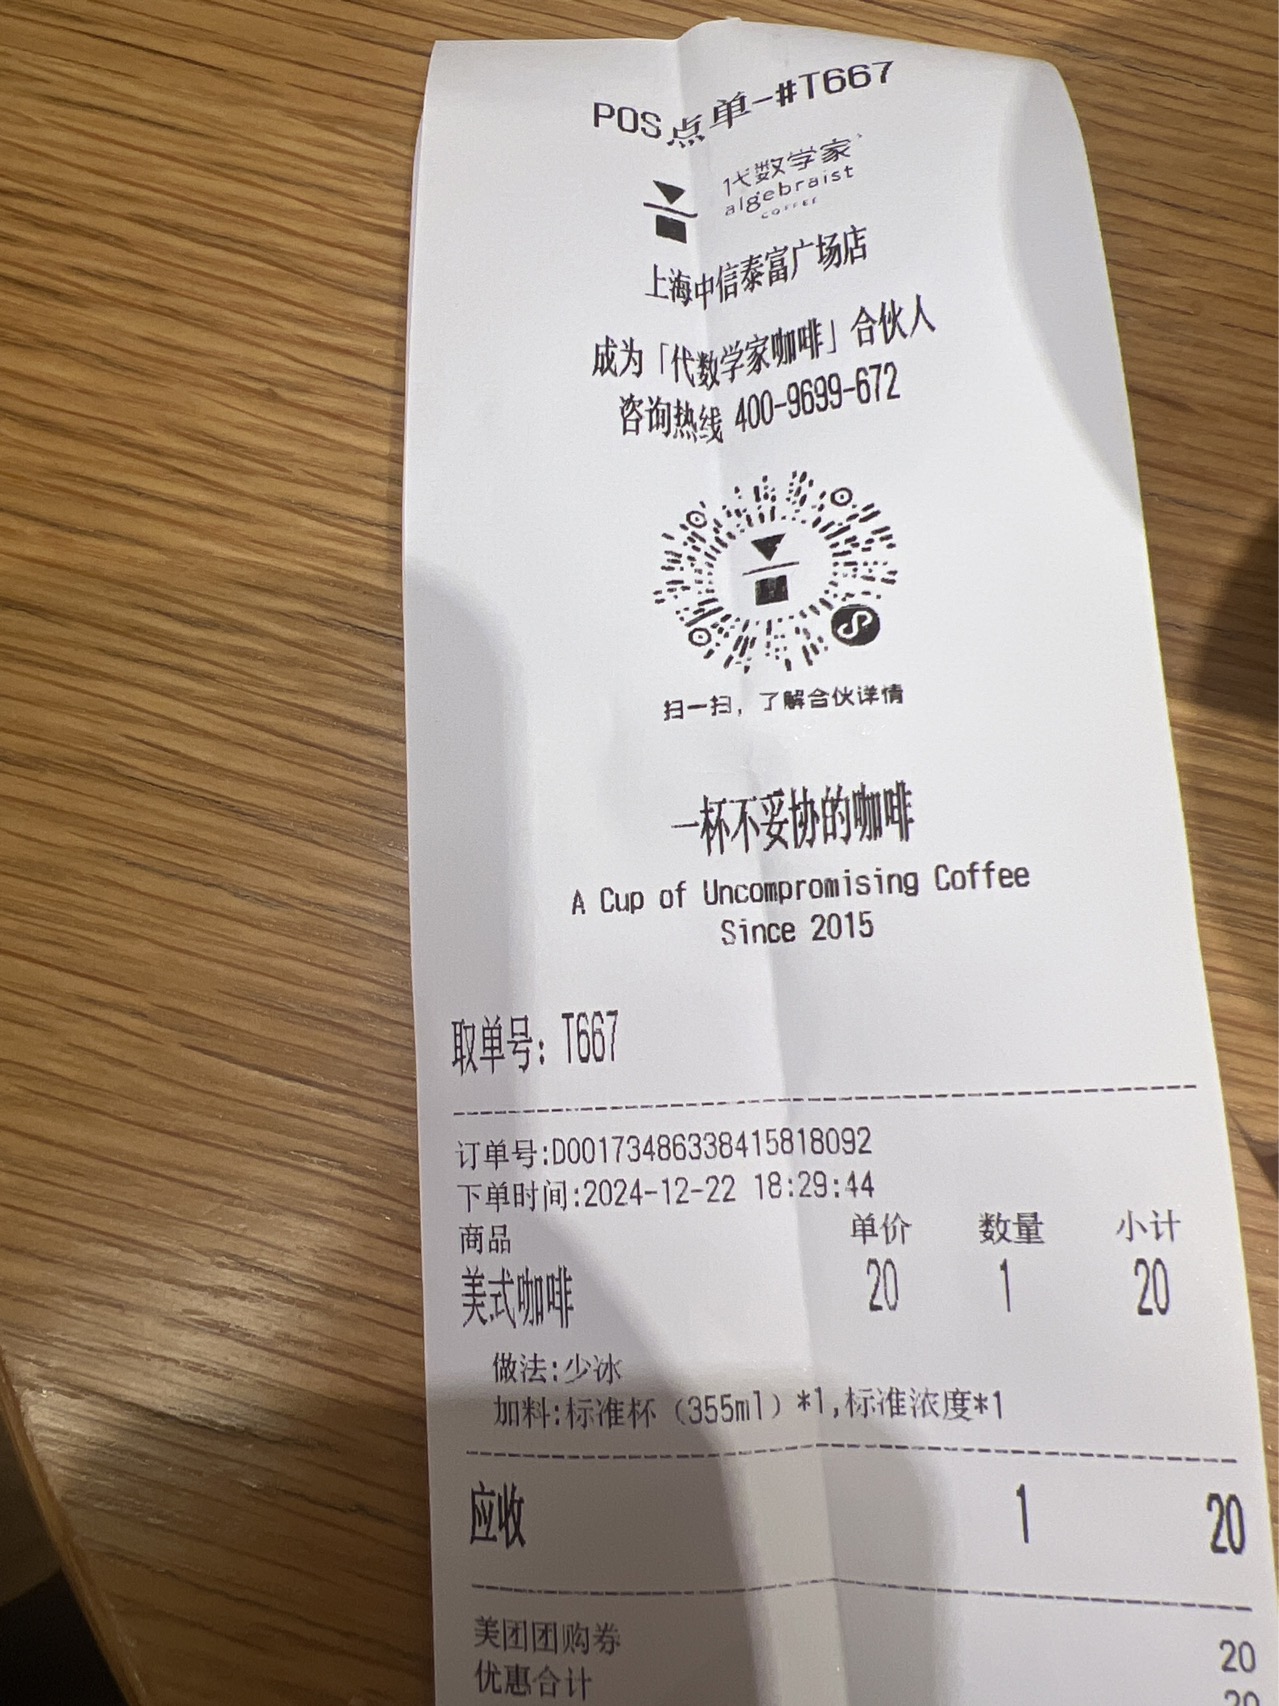 POS点单-#T667
代数学家
algebraist
COFFEE
上海中信泰富广场店
成为「代数学家咖啡」合伙人
咨询热线 400-9699-672
扫一扫，了解合伙详情
一杯不妥协的咖啡
A Cup of Uncompromising Coffee
Since 2015
取单号: T667
订单号:D00173486338415818092
下单时间:2024-12-22 18:29:44
商品 单价 数量 小计
美式咖啡 20 1 20
做法:少冰
加料:标准杯（355ml）*1,标准浓度*1
应收 1 20
美团团购券 20
优惠合计 20